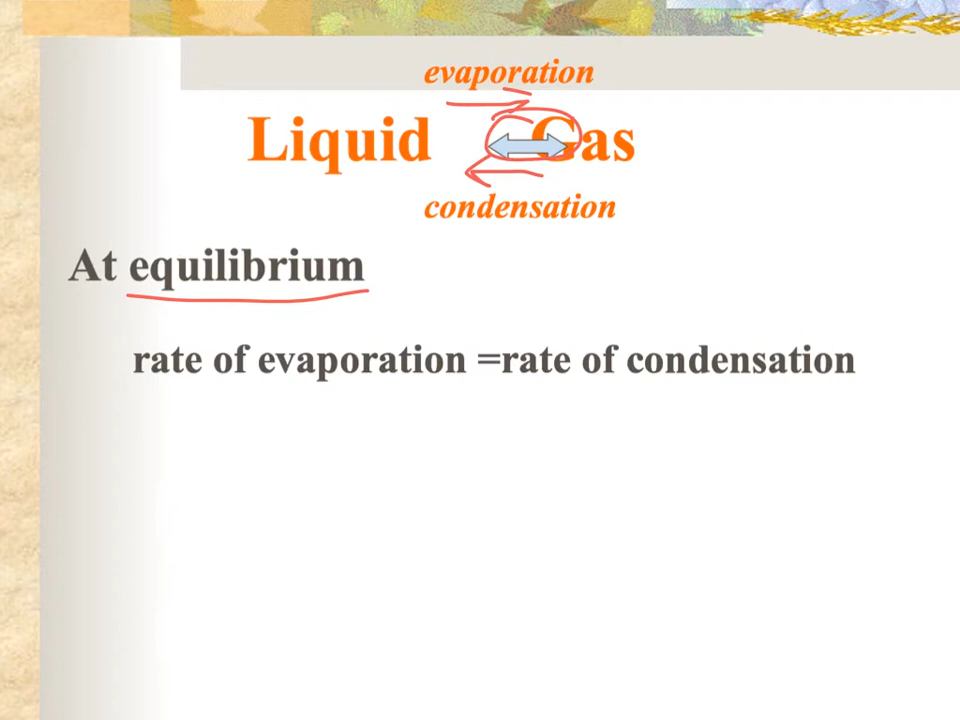 evaporation
Liquid Gas
condensation
At equilibrium
rate of evaporation =rate of condensation